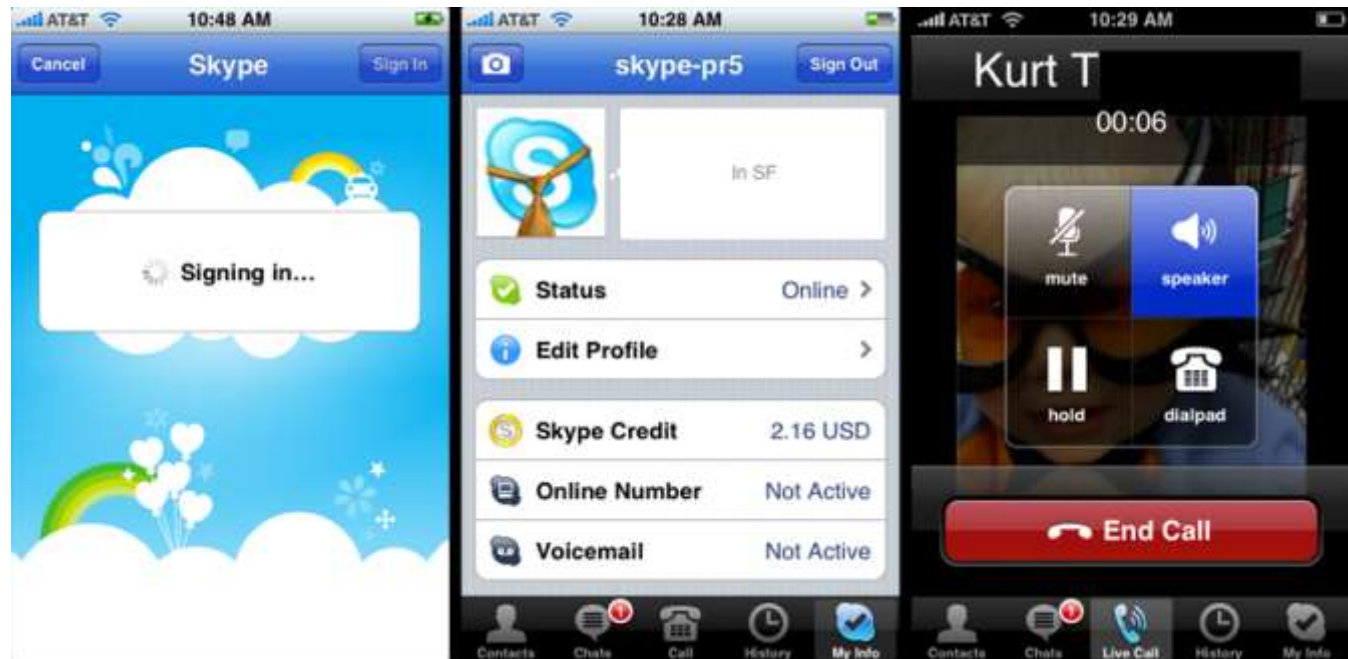 AT&T 10:48 AM
Cancel Skype Sign In
Signing in...
AT&T 10:28 AM
skype-pr5 Sign Out
In SF
Status Online
Edit Profile
Skype Credit 2.16 USD
Online Number Not Active
Voicemail Not Active
Contacts Chats 1 Call History My Info
AT&T 10:29 AM
Kurt T
00:06
mute speaker
hold dialpad
End Call
Contacts Chats 1 Live Call History My Info